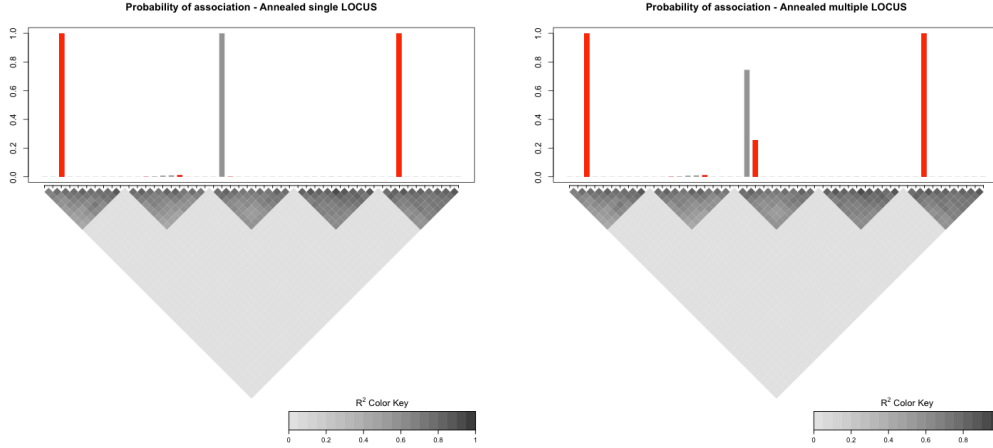 Probability of association - Annealed single LOCUS
1.0
0.8
0.6
0.4
0.2
0.0
R² Color Key
0 0.2 0.4 0.6 0.8 1
Probability of association - Annealed multiple LOCUS
1.0
0.8
0.6
0.4
0.2
0.0
R² Color Key
0 0.2 0.4 0.6 0.8